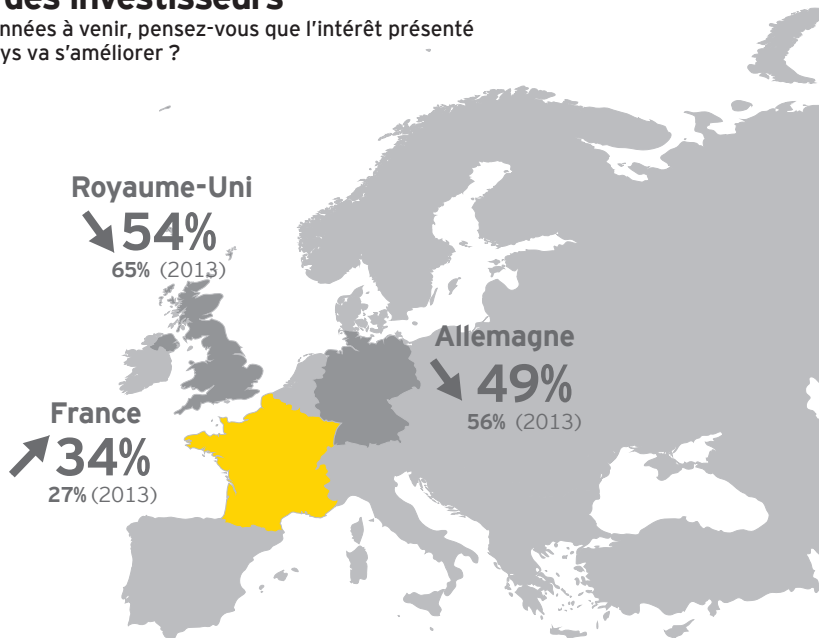 des investisseurs
nnées à venir, pensez-vous que l'intérêt présenté
ys va s'améliorer ?
Royaume-Uni
54%
65% (2013)
Allemagne
49%
56% (2013)
France
34%
27% (2013)